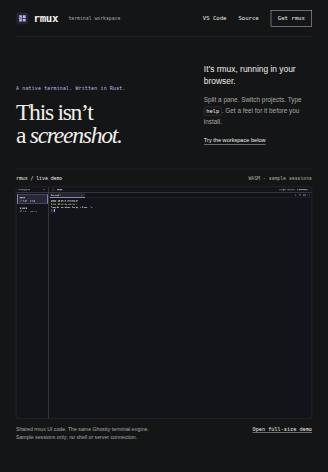 rmux
terminal workspace
VS Code
Source
Get rmux
A native terminal. Written in Rust.
This isn't
a screenshot.
It's rmux, running in your
browser.
Split a pane. Switch projects. Type
help. Get a feel for it before you
install.
Try the workspace below
rmux / live demo
WASM · sample sessions
Shared rmux UI code. The same Ghostty terminal engine.
Sample sessions only; no shell or server connection.
Open full-size demo